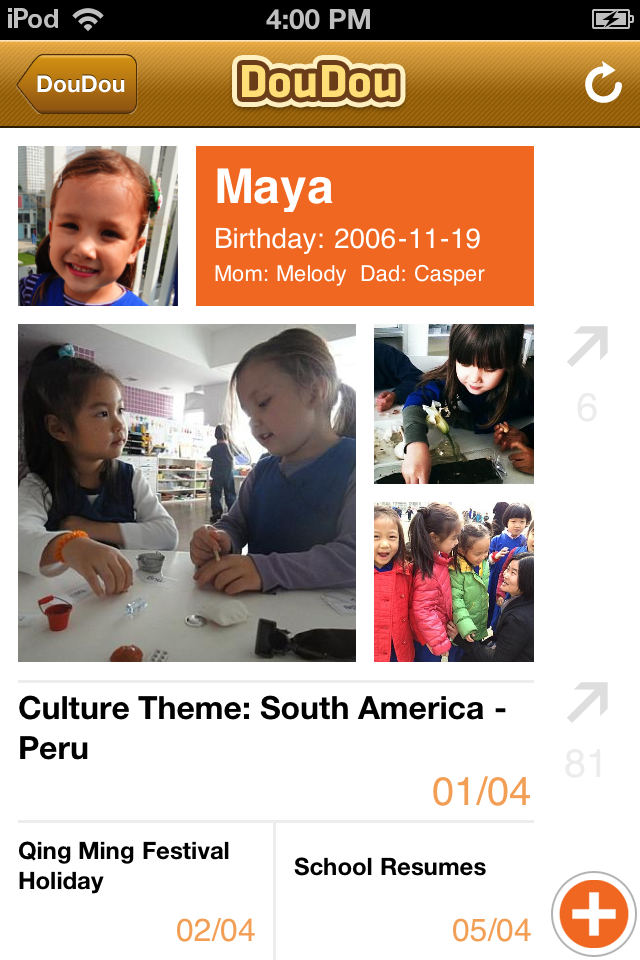 iPod
4:00 PM
DouDou
DouDou
Maya
Birthday: 2006-11-19
Mom: Melody Dad: Casper
6
Culture Theme: South America -
Peru
01/04
81
Qing Ming Festival
Holiday
02/04
School Resumes
05/04